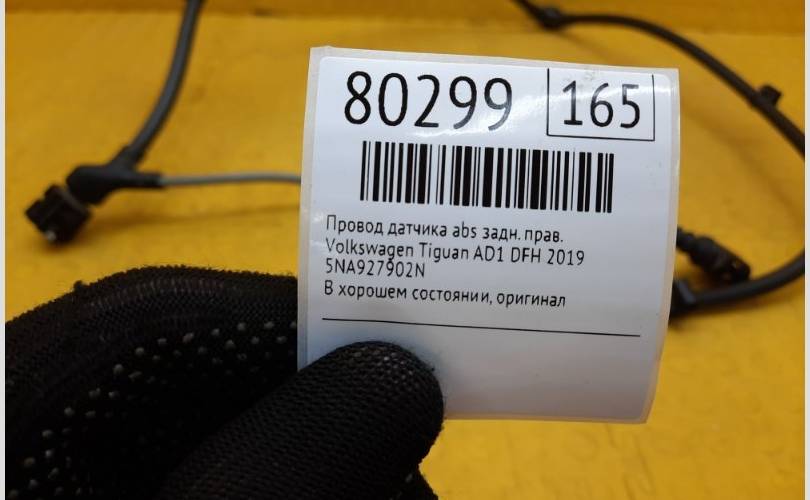 80299 165
Провод датчика abs задн. прав.
Volkswagen Tiguan AD1 DFH 2019
5NA927902N
В хорошем состоянии, оригинал